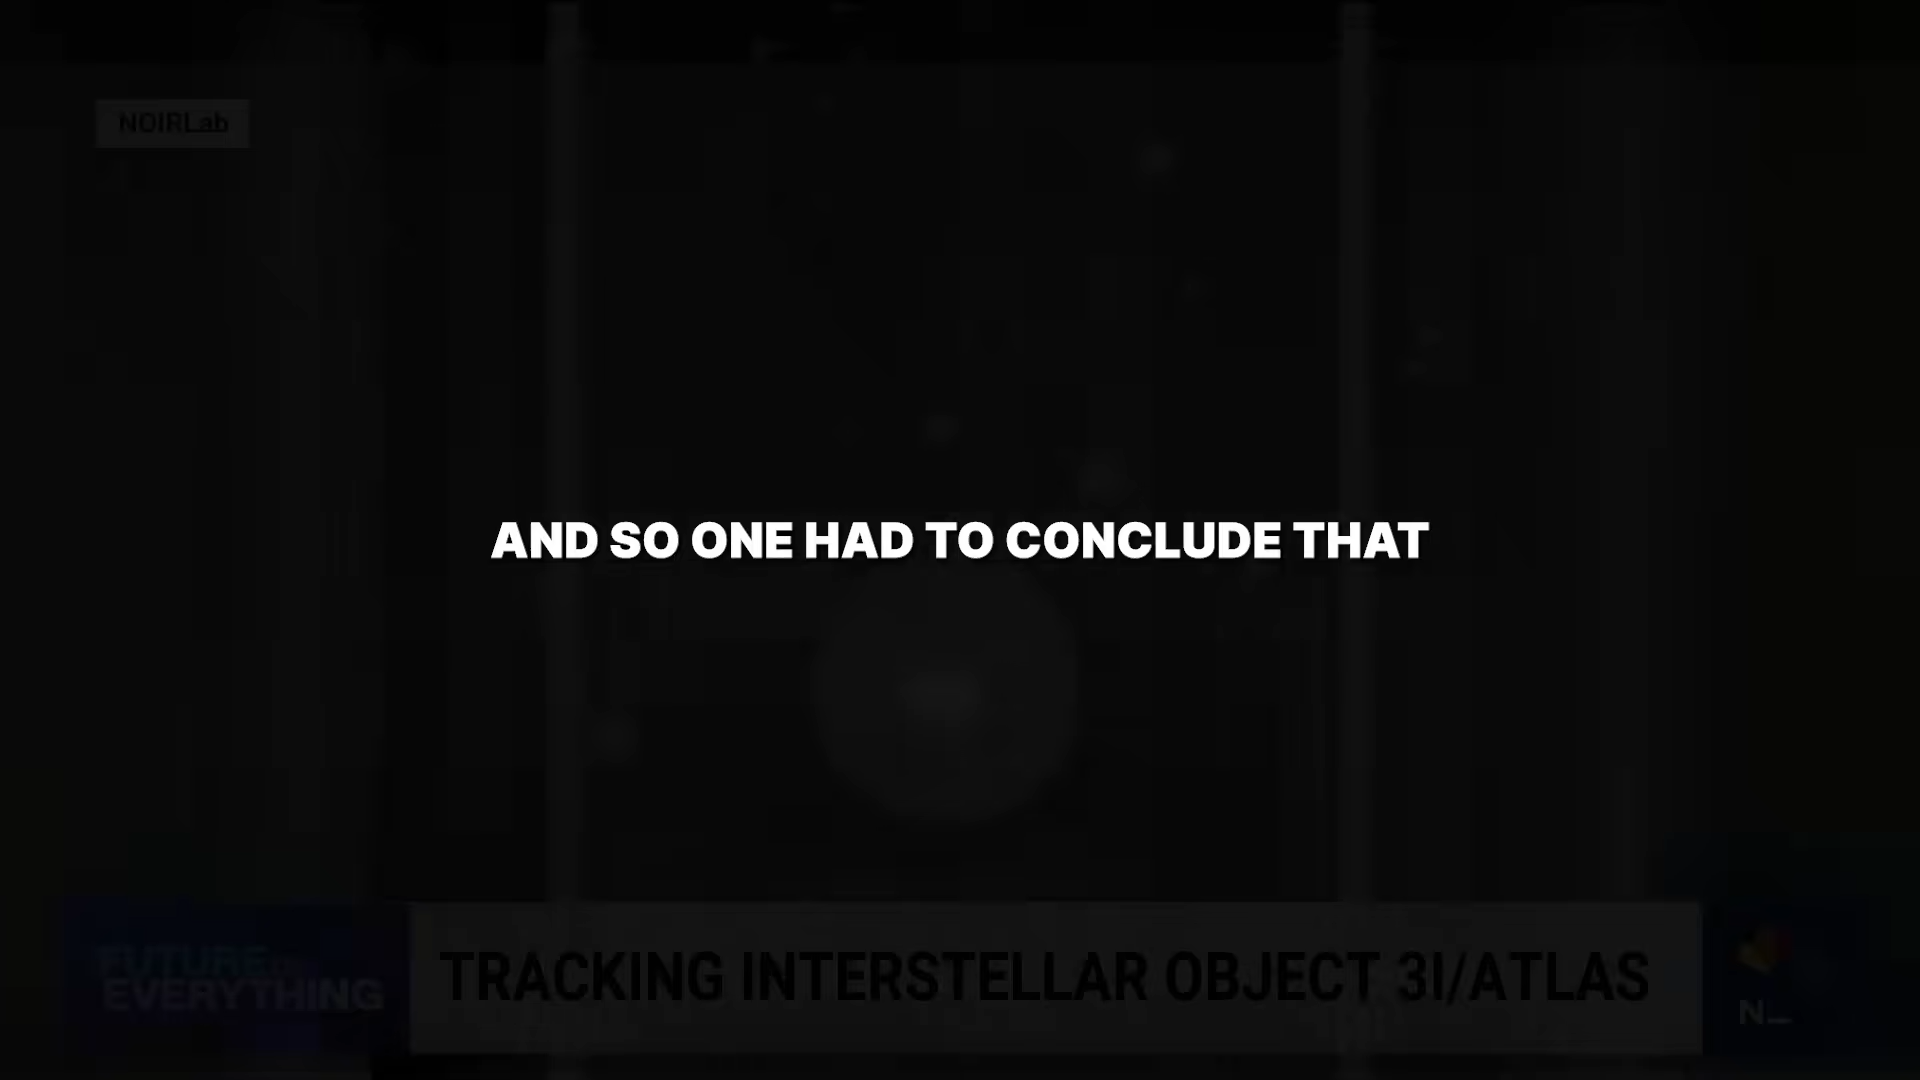 NOIRLab
AND SO ONE HAD TO CONCLUDE THAT
FUTURE
EVERYTHING
TRACKING INTERSTELLAR OBJECT 3I/ATLAS